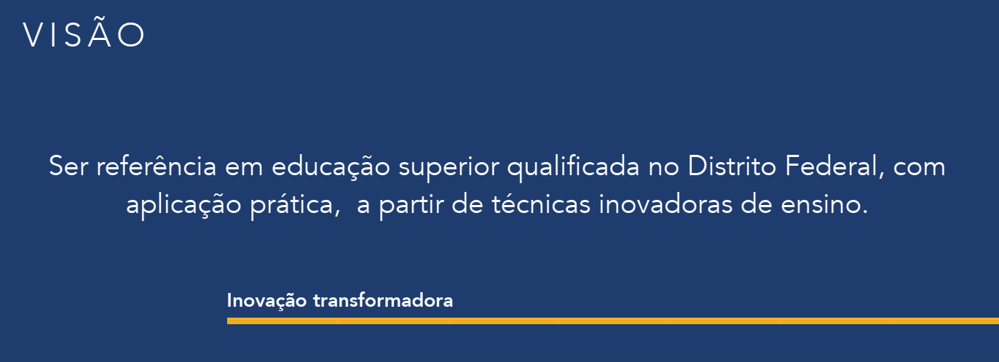 VISÃO
Ser referência em educação superior qualificada no Distrito Federal, com
aplicação prática,  a partir de técnicas inovadoras de ensino.
Inovação transformadora